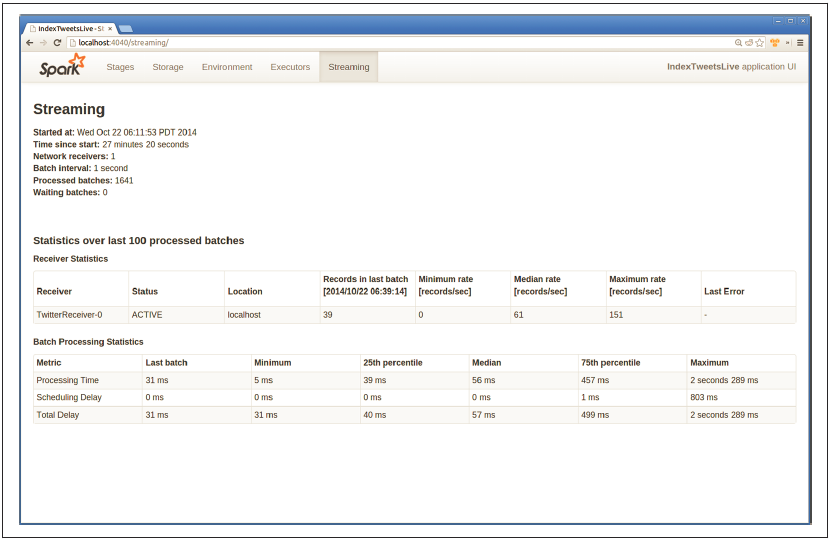 IndexTweetsLive - St
localhost:4040/streaming/
Spark Stages Storage Environment Executors Streaming IndexTweetsLive application UI
Streaming
Started at: Wed Oct 22 06:11:53 PDT 2014
Time since start: 27 minutes 20 seconds
Network receivers: 1
Batch interval: 1 second
Processed batches: 1641
Waiting batches: 0
Statistics over last 100 processed batches
Receiver Statistics
Receiver Status Location Records in last batch [2014/10/22 06:39:14] Minimum rate [records/sec] Median rate [records/sec] Maximum rate [records/sec] Last Error
TwitterReceiver-0 ACTIVE localhost 39 0 61 151 -
Batch Processing Statistics
Metric Last batch Minimum 25th percentile Median 75th percentile Maximum
Processing Time 31 ms 5 ms 39 ms 56 ms 457 ms 2 seconds 289 ms
Scheduling Delay 0 ms 0 ms 0 ms 0 ms 1 ms 803 ms
Total Delay 31 ms 31 ms 40 ms 57 ms 499 ms 2 seconds 289 ms